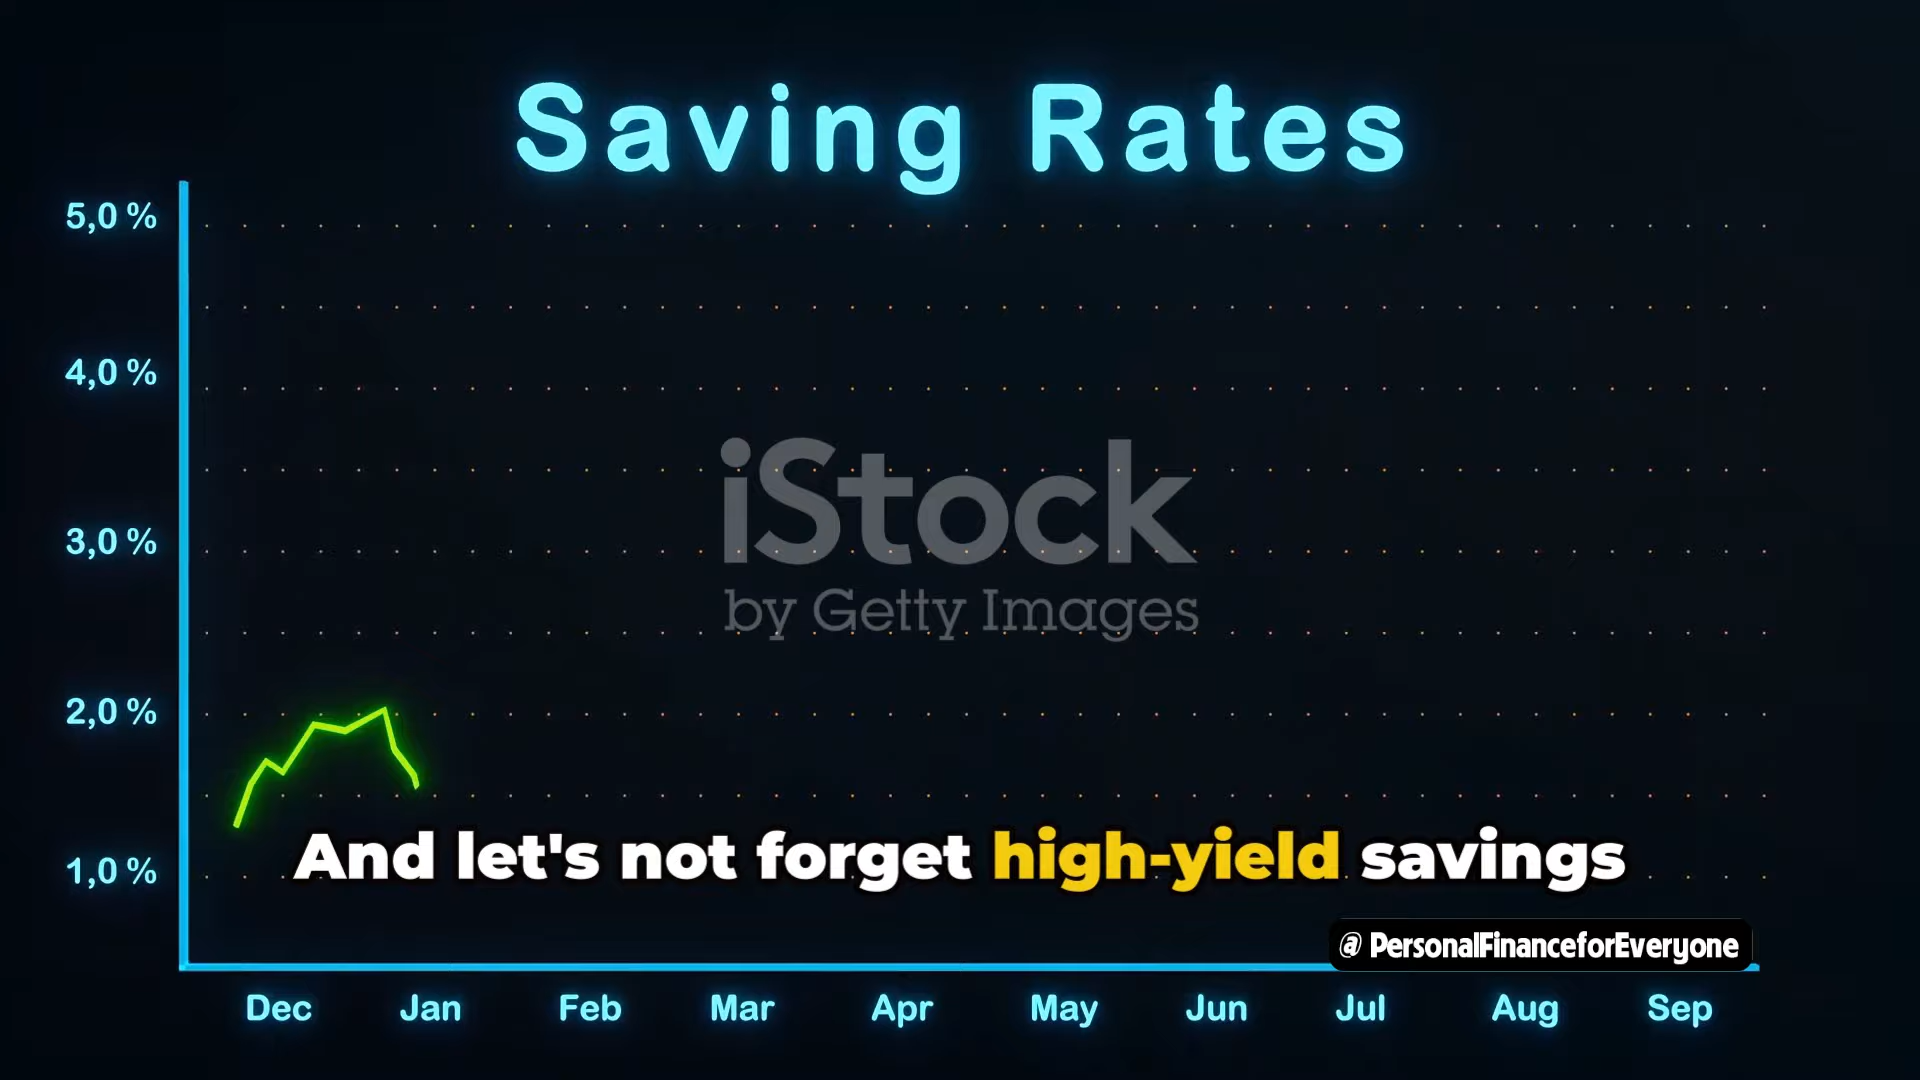 Saving Rates
5,0 %
4,0 %
3,0 %
2,0 %
1,0 %
iStock
by Getty Images
And let's not forget high-yield savings
@ PersonalFinanceforEveryone
Dec Jan Feb Mar Apr May Jun Jul Aug Sep